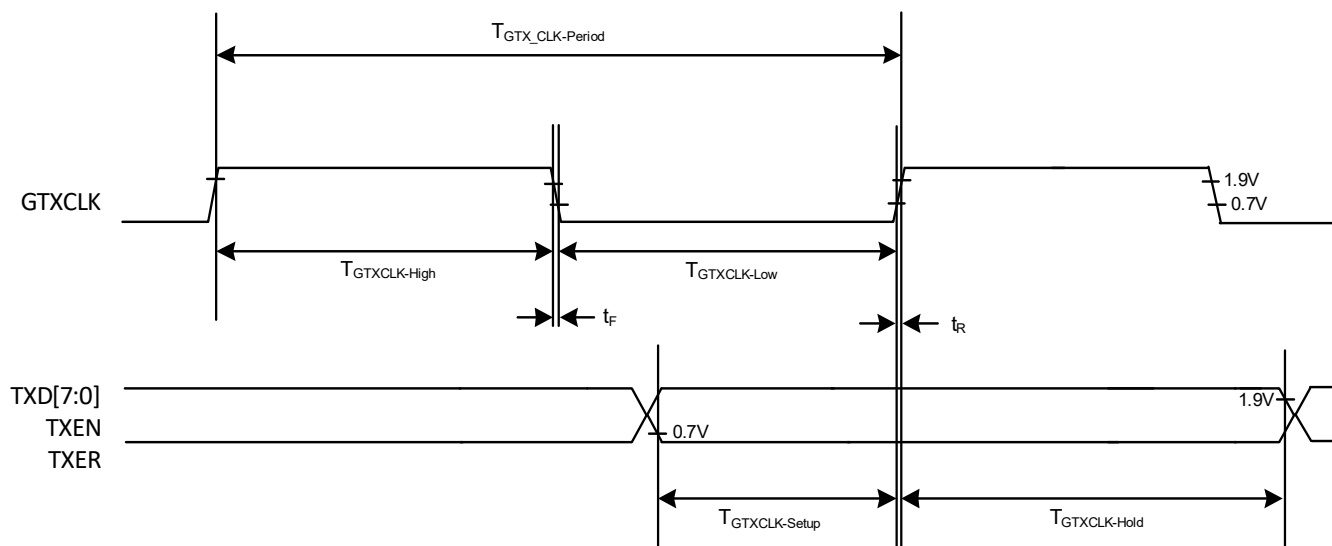 T_GTX_CLK-Period
GTXCLK
1.9V
0.7V
T_GTXCLK-High
T_GTXCLK-Low
t_F
t_R
TXD[7:0]
TXEN
TXER
0.7V
1.9V
T_GTXCLK-Setup
T_GTXCLK-Hold